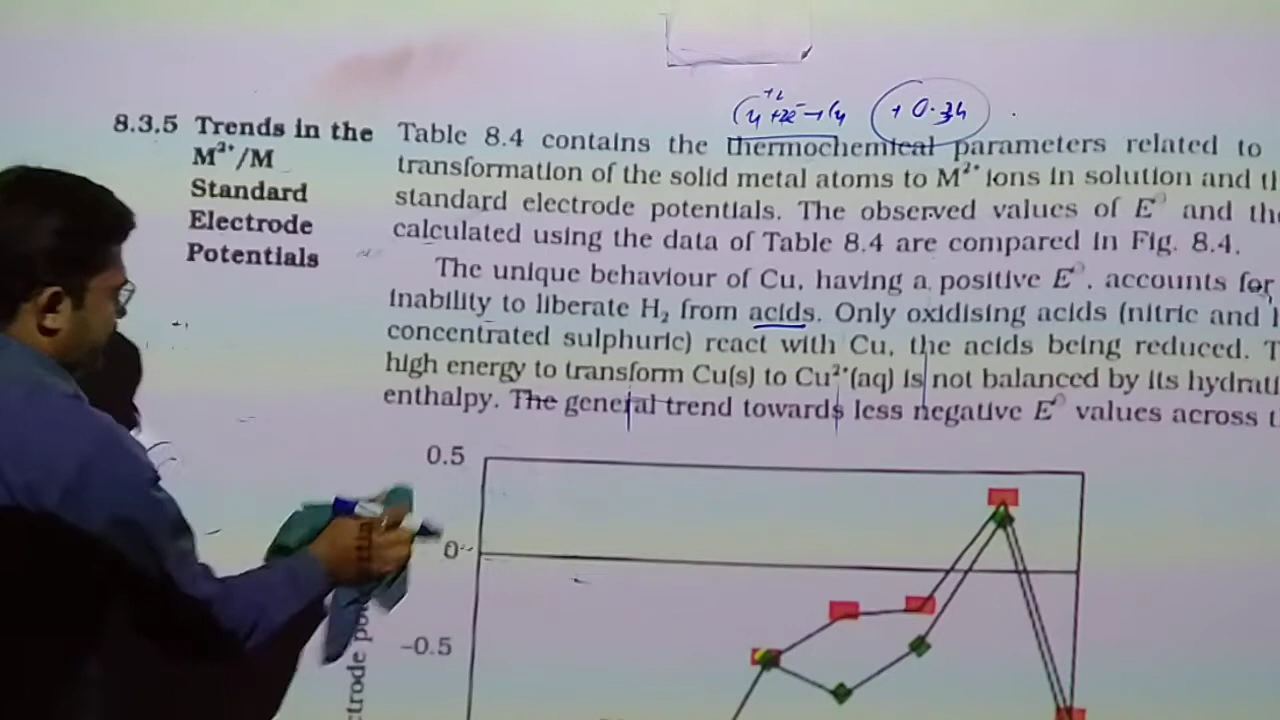 Cu+2 +2e- → Cu +0.34
8.3.5 Trends in the
M2+/M
Standard
Electrode
Potentials
Table 8.4 contains the thermochemical parameters related to
transformation of the solid metal atoms to M2+ ions in solution and
standard electrode potentials. The observed values of E⊖ and
calculated using the data of Table 8.4 are compared in Fig. 8.4.
The unique behaviour of Cu, having a positive E⊖, accounts for
inability to liberate H2 from acids. Only oxidising acids (nitric and
concentrated sulphuric) react with Cu, the acids being reduced.
high energy to transform Cu(s) to Cu2+(aq) is not balanced by its
enthalpy. The general trend towards less negative E⊖ values across
0.5
0
-0.5